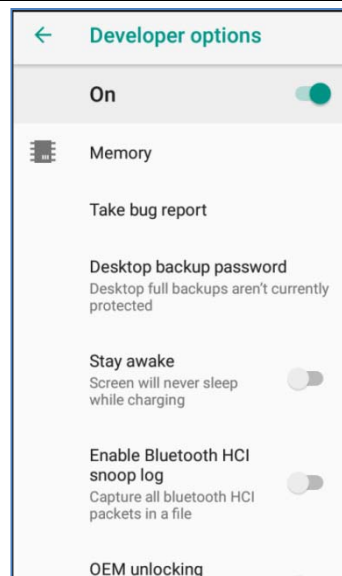 Developer options
On
Memory
Take bug report
Desktop backup password
Desktop full backups aren't currently
protected
Stay awake
Screen will never sleep
while charging
Enable Bluetooth HCI
snoop log
Capture all bluetooth HCI
packets in a file
OEM unlocking